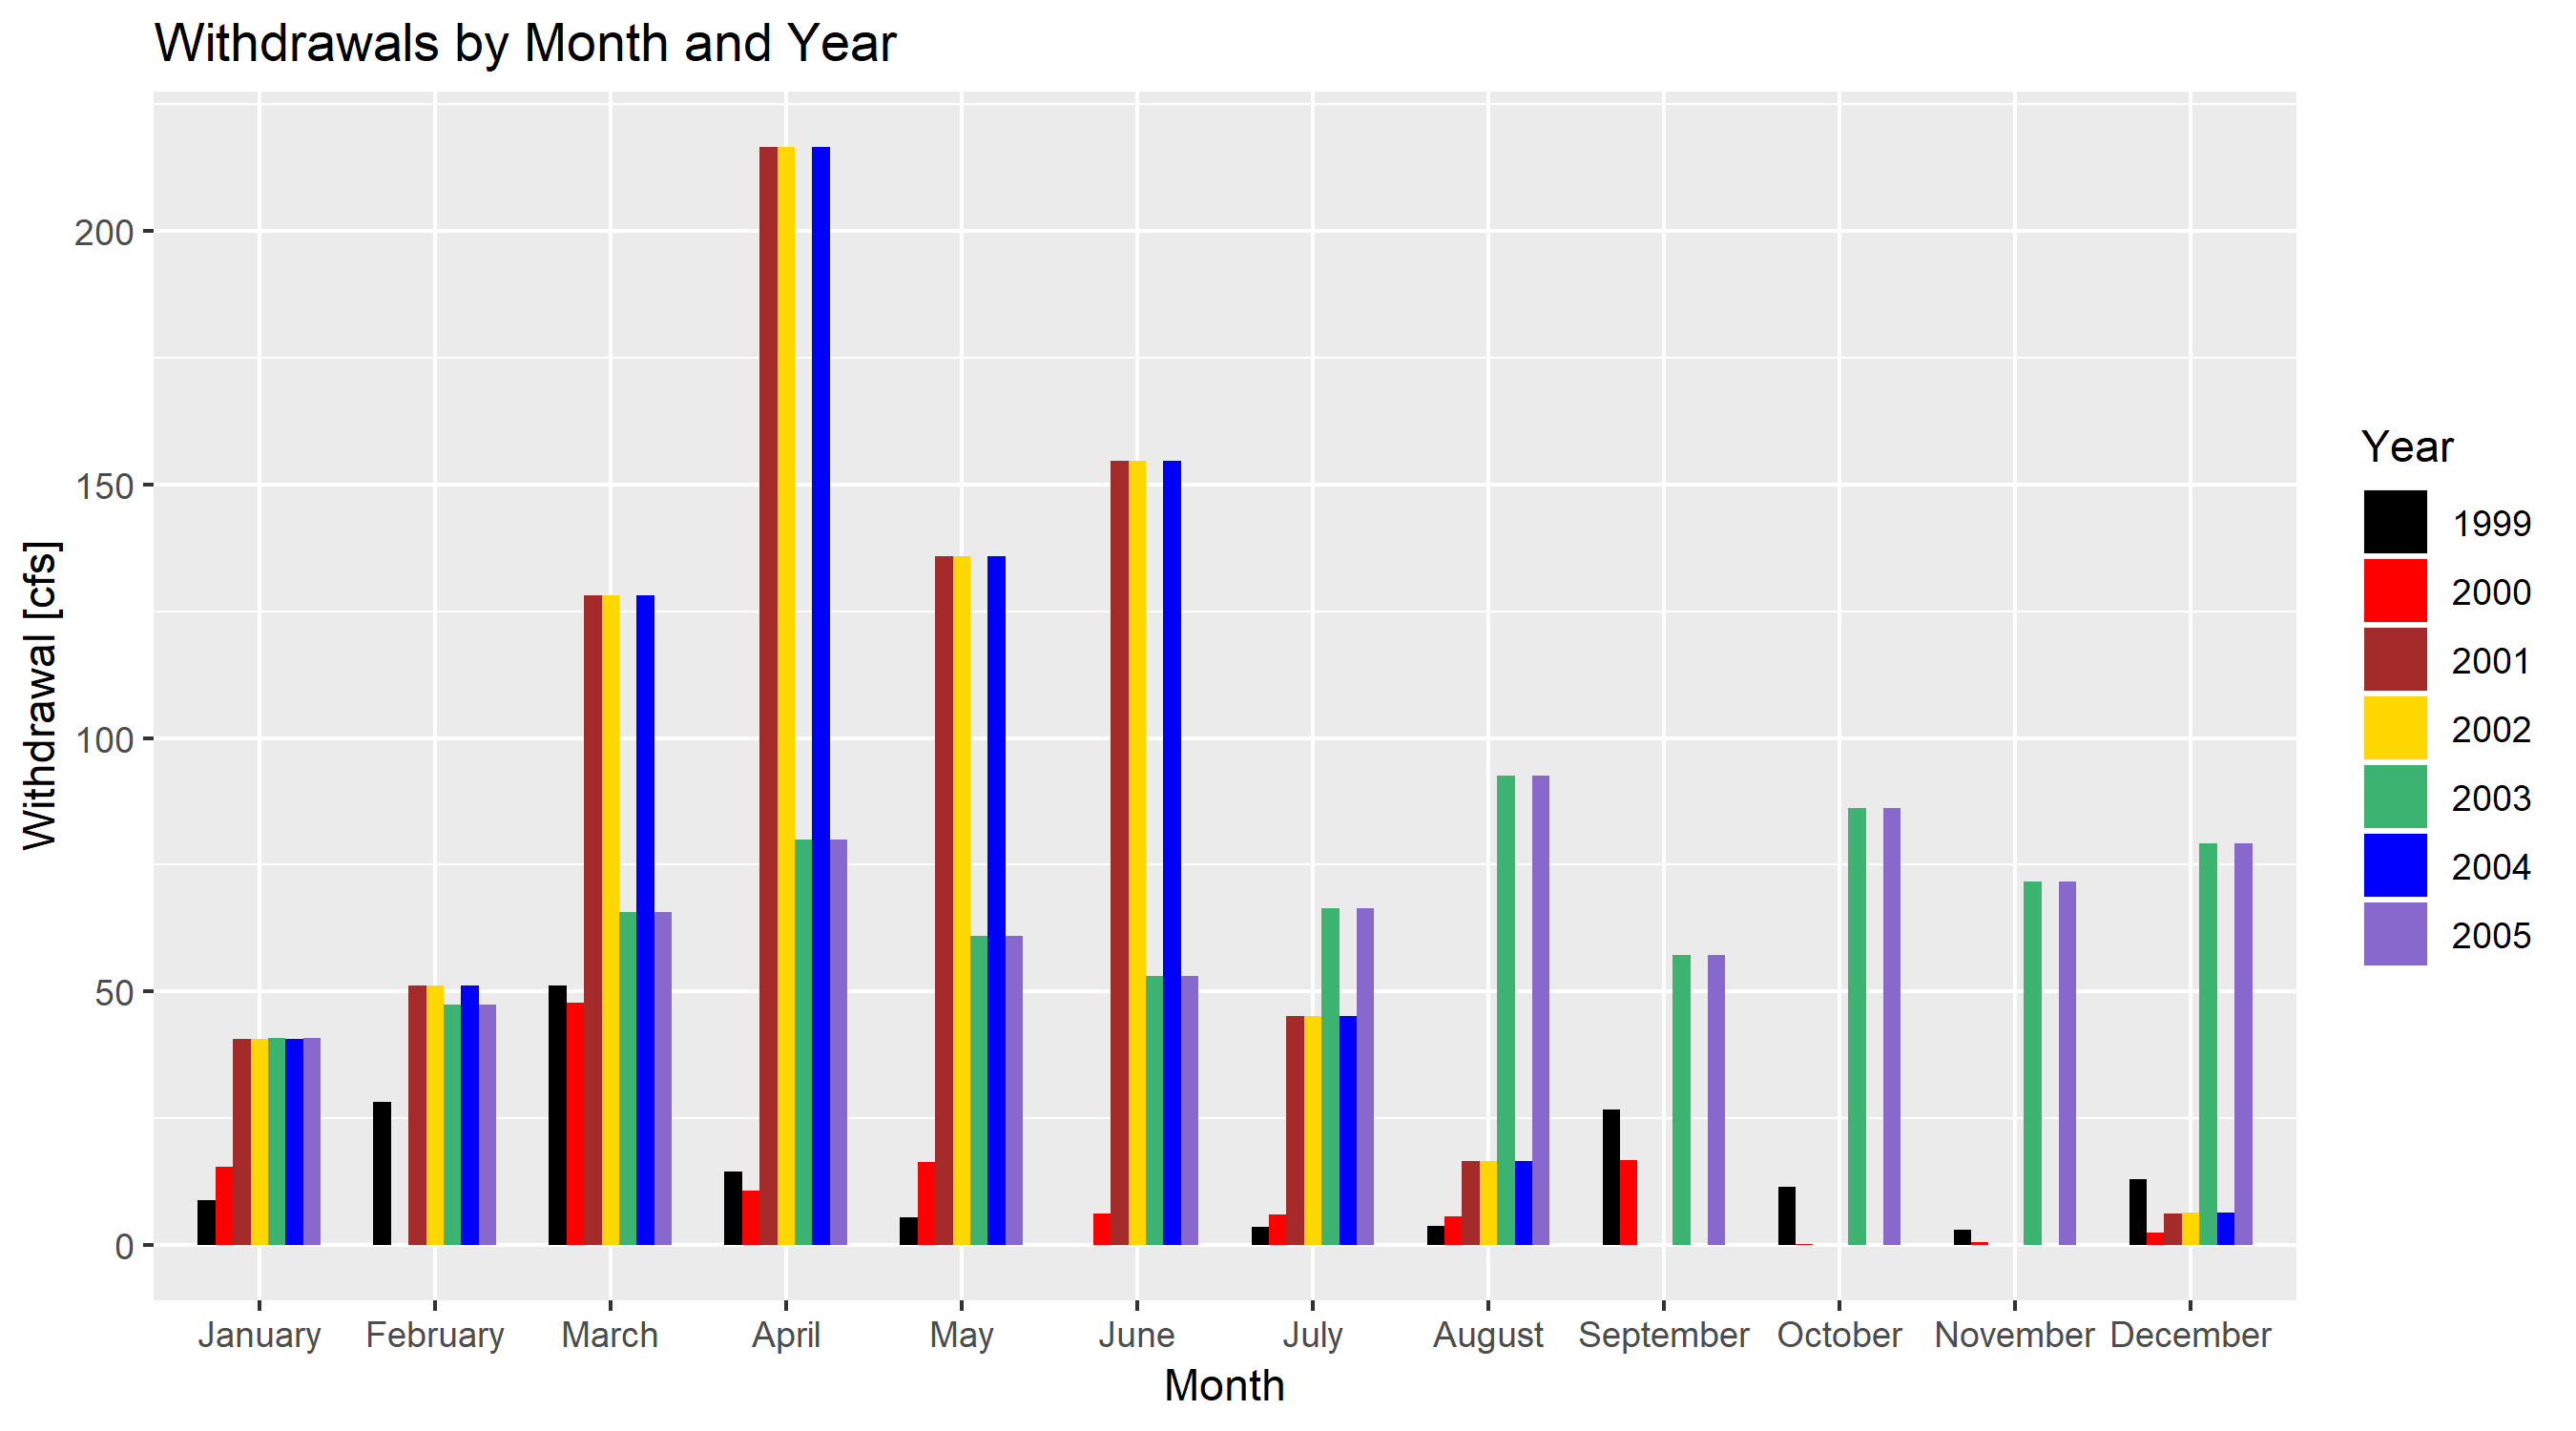 Withdrawals by Month and Year
Withdrawal [cfs]
200
150
100
50
0
January February March April May June July August September October November December
Month
Year
1999
2000
2001
2002
2003
2004
2005